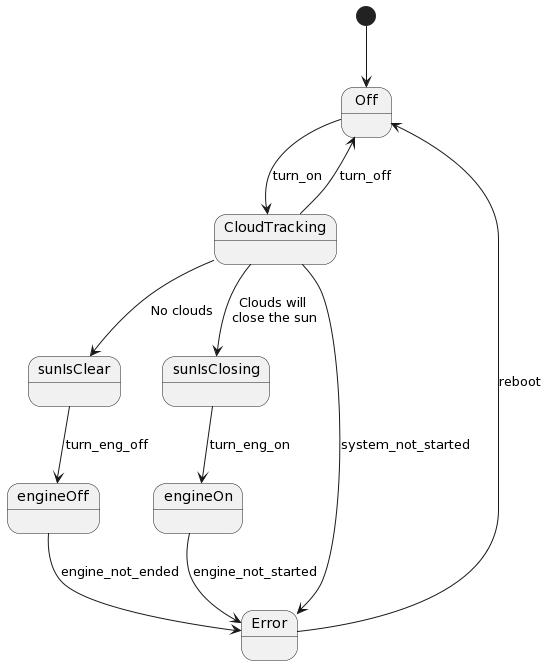 Off
turn_on
turn_off
CloudTracking
No clouds
Clouds will
close the sun
sunIsClear
sunIsClosing
reboot
turn_eng_off
turn_eng_on
system_not_started
engineOff
engineOn
engine_not_ended
engine_not_started
Error